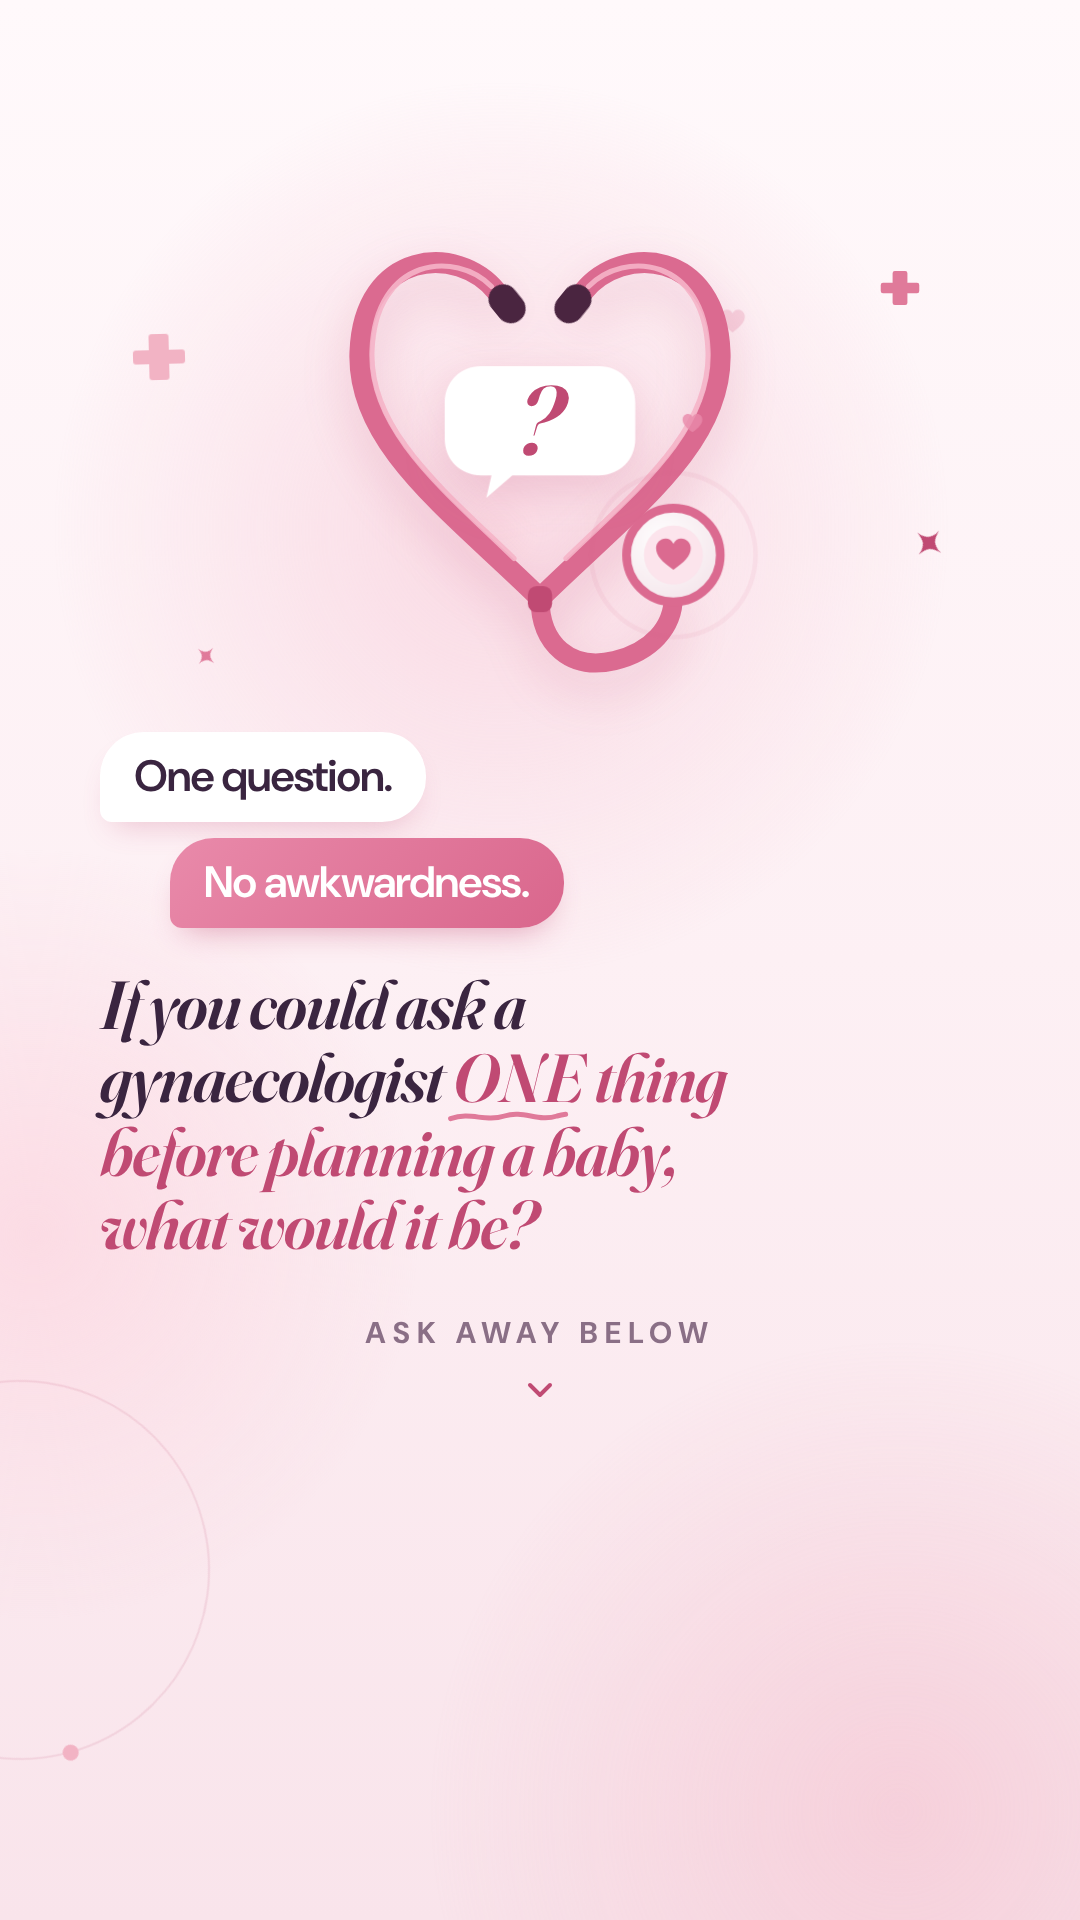 ?
One question.
No awkwardness.
If you could ask a
gynaecologist ONE thing
before planning a baby,
what would it be?
ASK AWAY BELOW